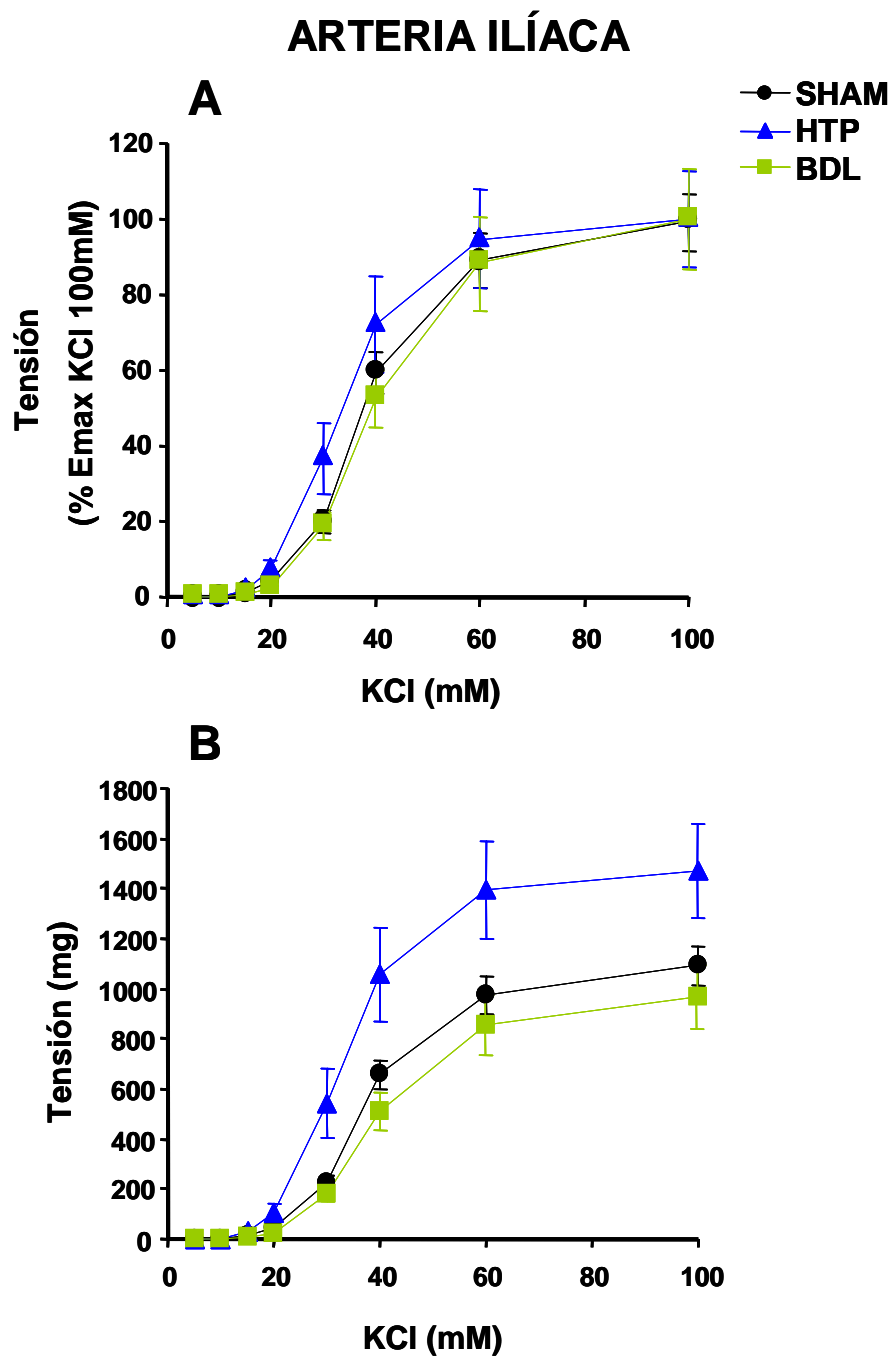 ARTERIA ILÍACA
A
SHAM
HTP
BDL
Tensión
(% Emax KCl 100mM)
120
100
80
60
40
20
0
0 20 40 60 80 100
KCl (mM)
B
Tensión (mg)
1800
1600
1400
1200
1000
800
600
400
200
0
0 20 40 60 80 100
KCl (mM)